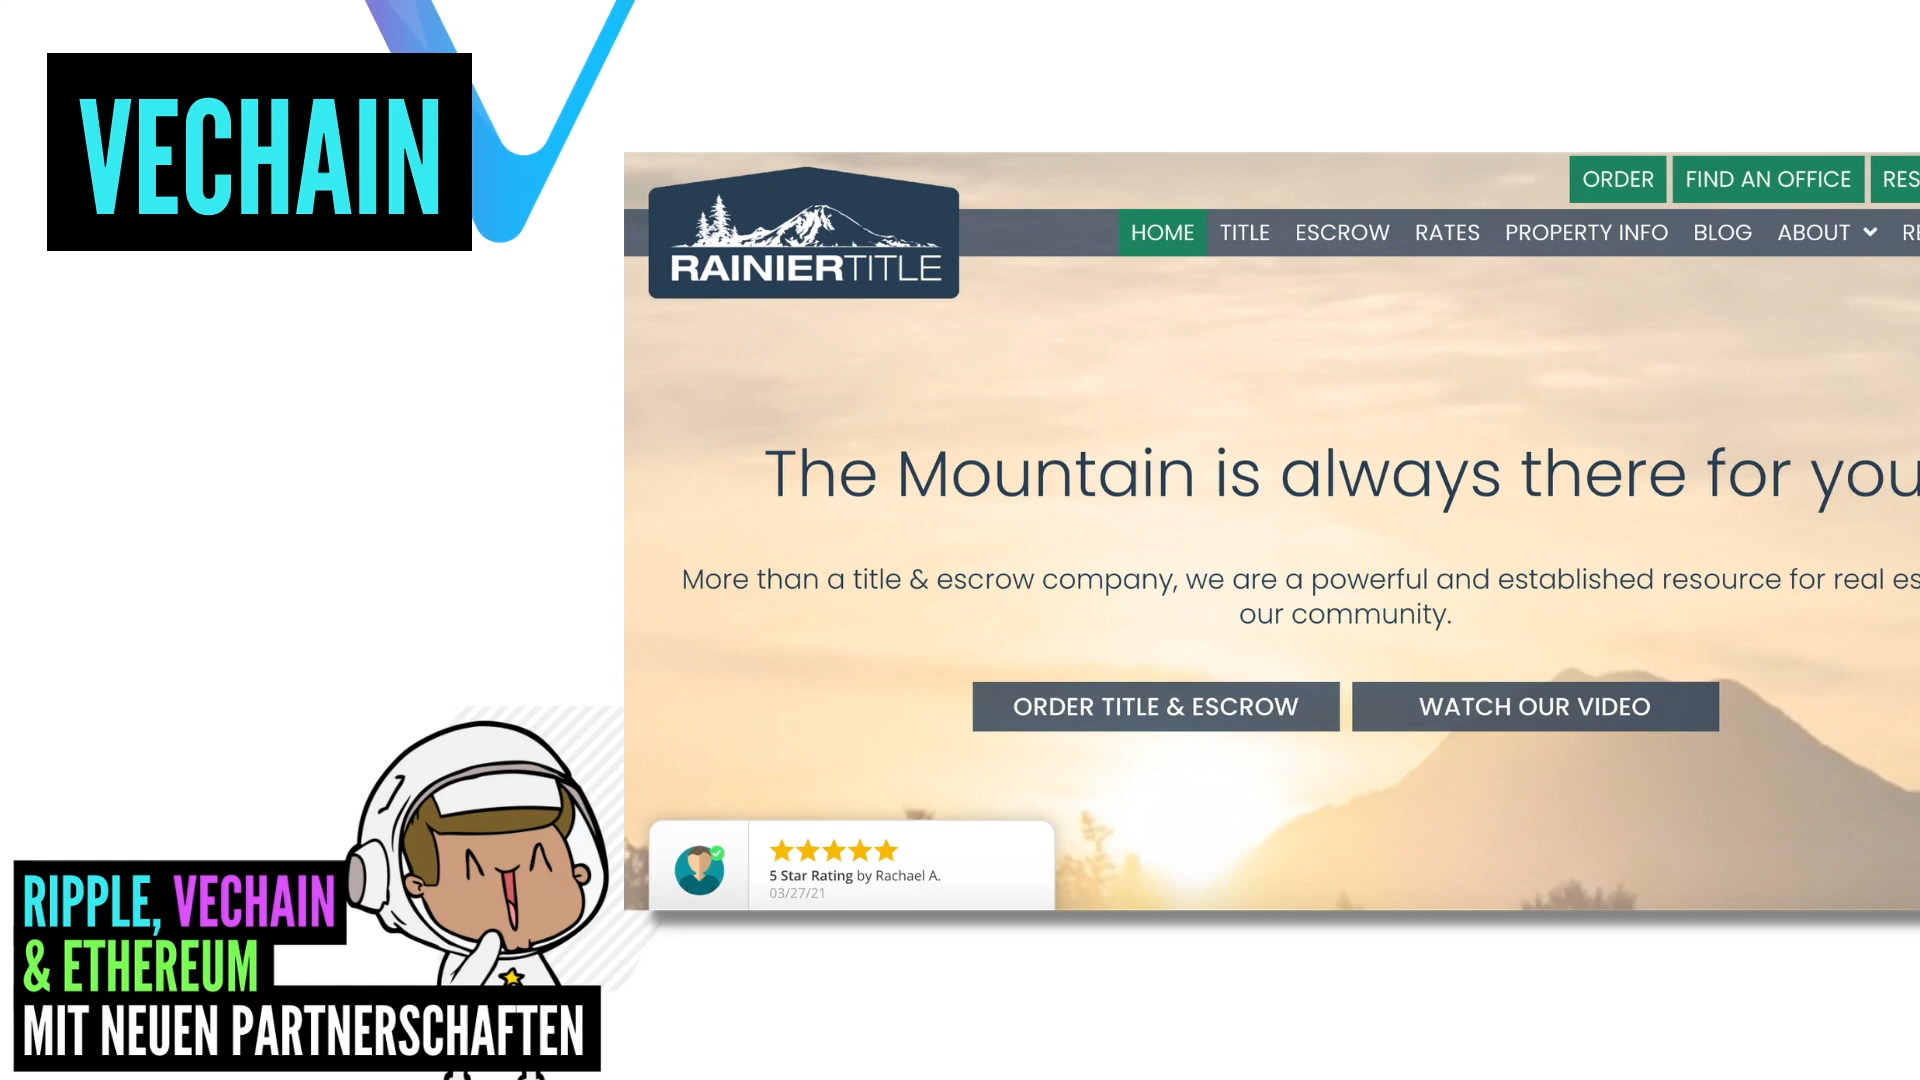 VECHAIN
ORDER
FIND AN OFFICE
RES
RAINIERTITLE
HOME
TITLE
ESCROW
RATES
PROPERTY INFO
BLOG
ABOUT
RE
The Mountain is always there for you
More than a title & escrow company, we are a powerful and established resource for real es
our community.
ORDER TITLE & ESCROW
WATCH OUR VIDEO
5 Star Rating by Rachael A.
03/27/21
RIPPLE, VECHAIN
& ETHEREUM
MIT NEUEN PARTNERSCHAFTEN